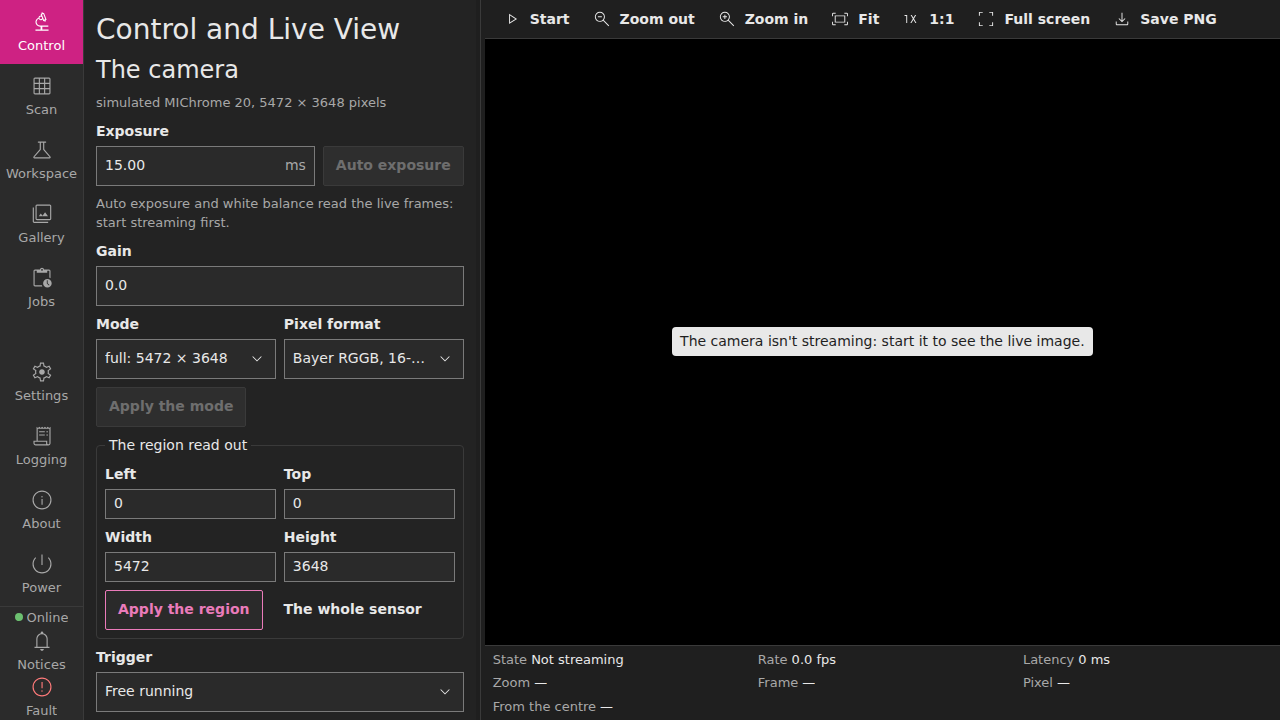 Control
Scan
Workspace
Gallery
Jobs
Settings
Logging
About
Power
Online
Notices
Fault
Control and Live View
The camera
simulated MIChrome 20, 5472 × 3648 pixels
Exposure
15.00 ms
Auto exposure
Auto exposure and white balance read the live frames:
start streaming first.
Gain
0.0
Mode
Pixel format
full: 5472 × 3648
Bayer RGGB, 16-...
Apply the mode
The region read out
Left
Top
0
0
Width
Height
5472
3648
Apply the region
The whole sensor
Trigger
Free running
Start
Zoom out
Zoom in
Fit
1X 1:1
Full screen
Save PNG
The camera isn't streaming: start it to see the live image.
State Not streaming
Rate 0.0 fps
Latency 0 ms
Zoom —
Frame —
Pixel —
From the centre —